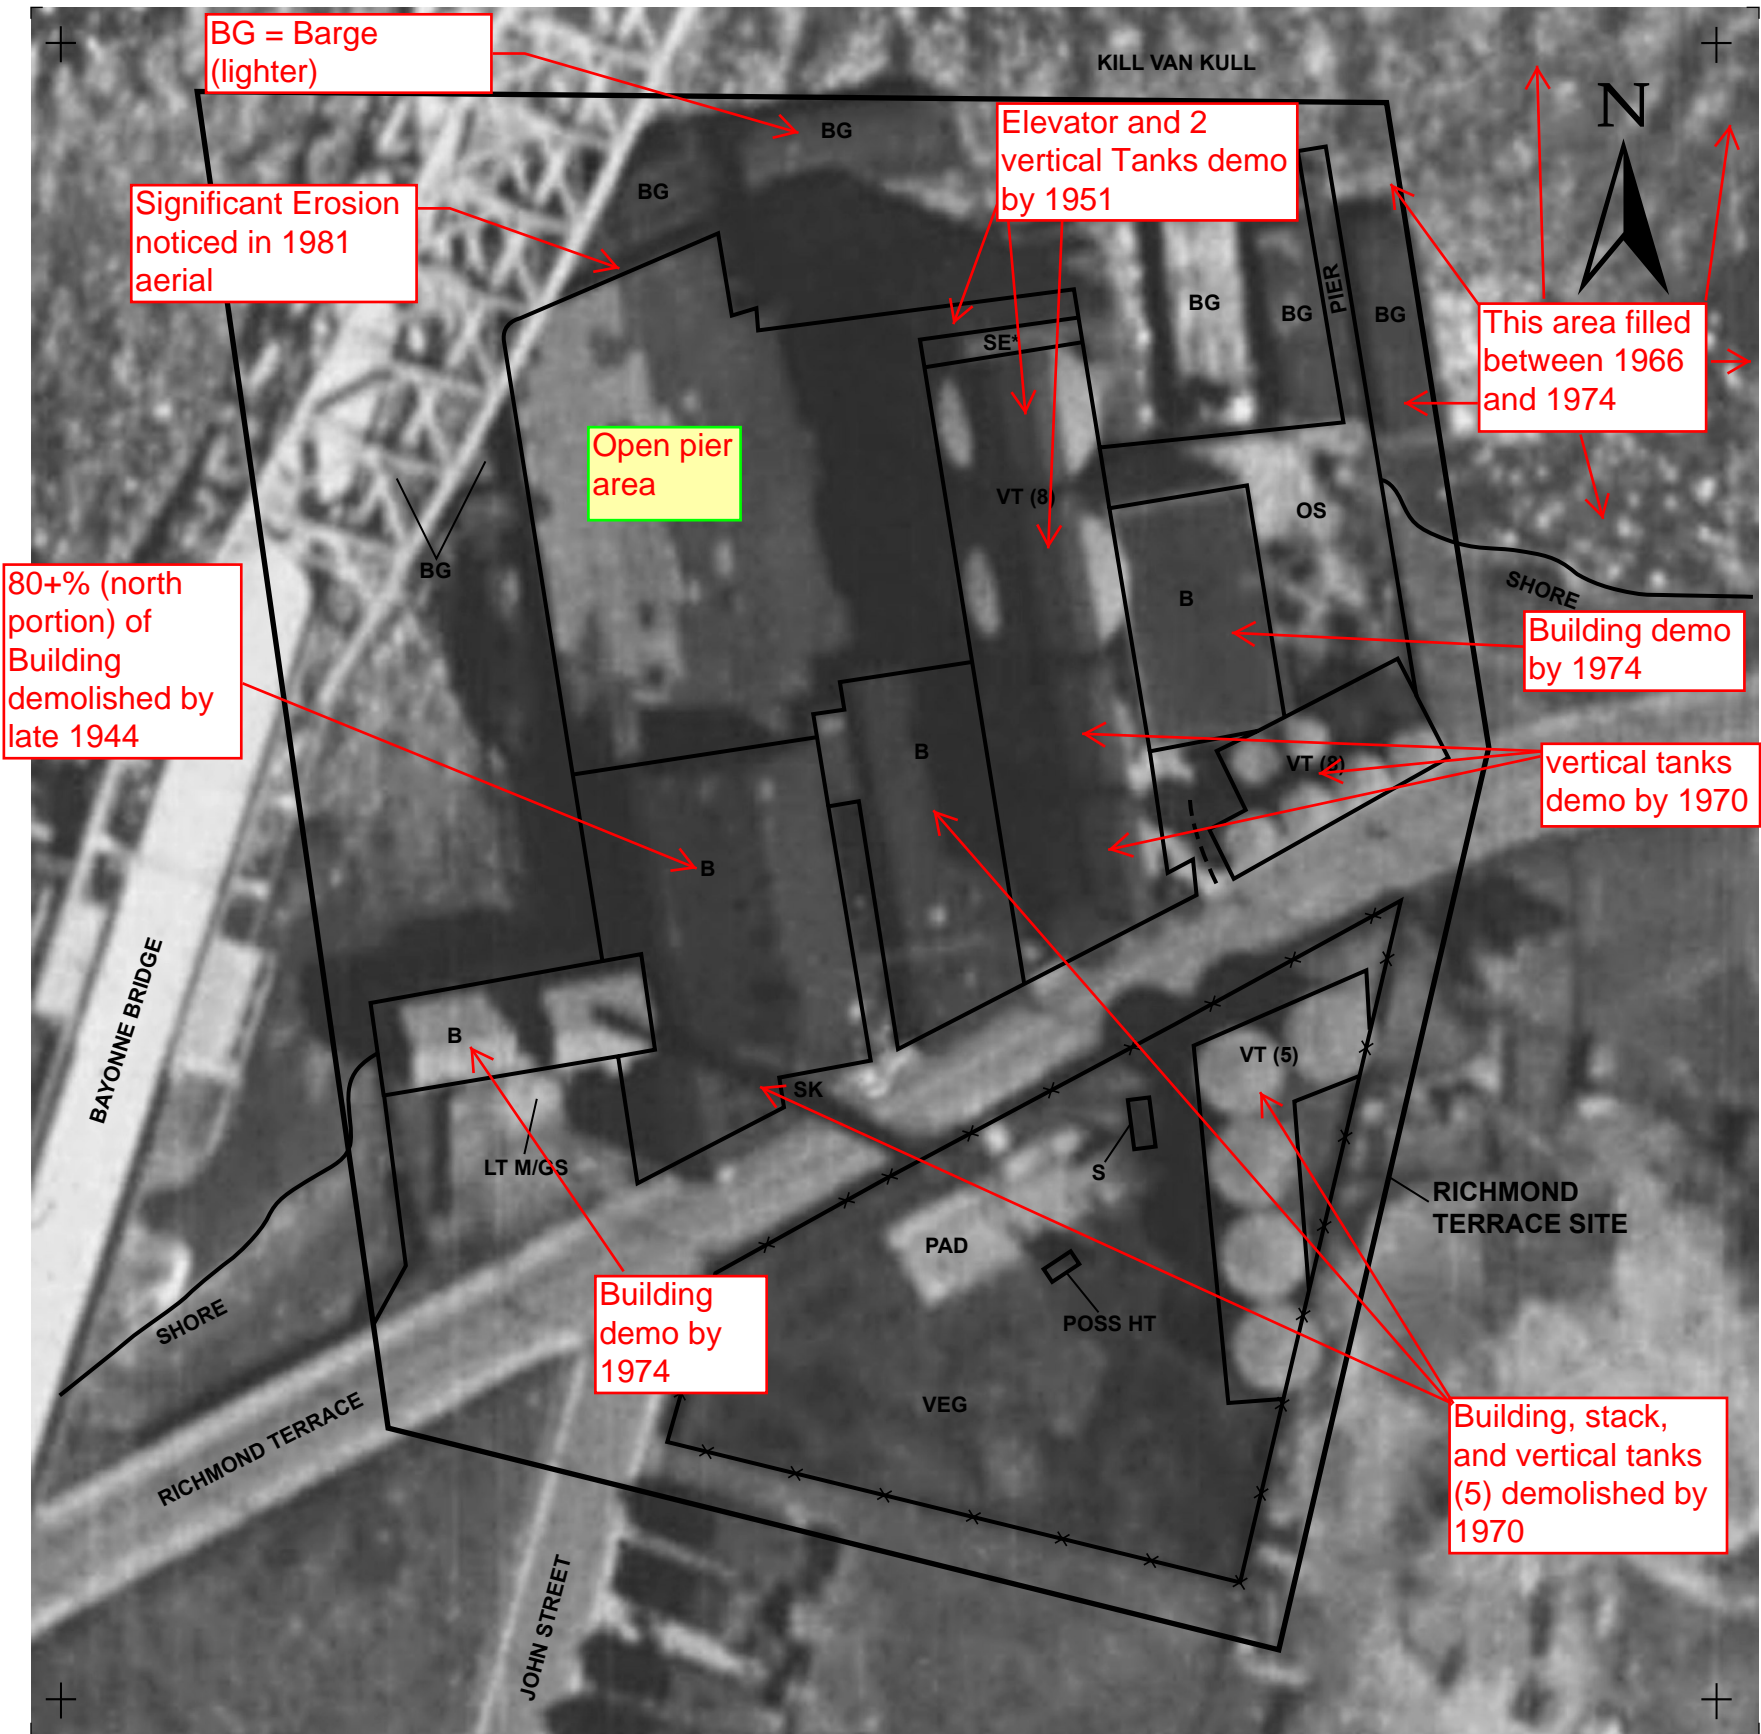 BG = Barge
(lighter)
KILL VAN KULL
N
BG
Elevator and 2
vertical Tanks demo
by 1951
BG
Significant Erosion
noticed in 1981
aerial
PIER
BG
BG
BG
This area filled
between 1966
and 1974
SE*
Open pier
area
VT (8)
OS
BG
SHORE
80+% (north
portion) of
Building
demolished by
late 1944
B
Building demo
by 1974
B
VT (8)
vertical tanks
demo by 1970
B
BAYONNE BRIDGE
B
VT (5)
SK
LT M/GS
S
RICHMOND
TERRACE SITE
PAD
SHORE
Building
demo by
1974
POSS HT
VEG
RICHMOND TERRACE
Building, stack,
and vertical tanks
(5) demolished by
1970
JOHN STREET